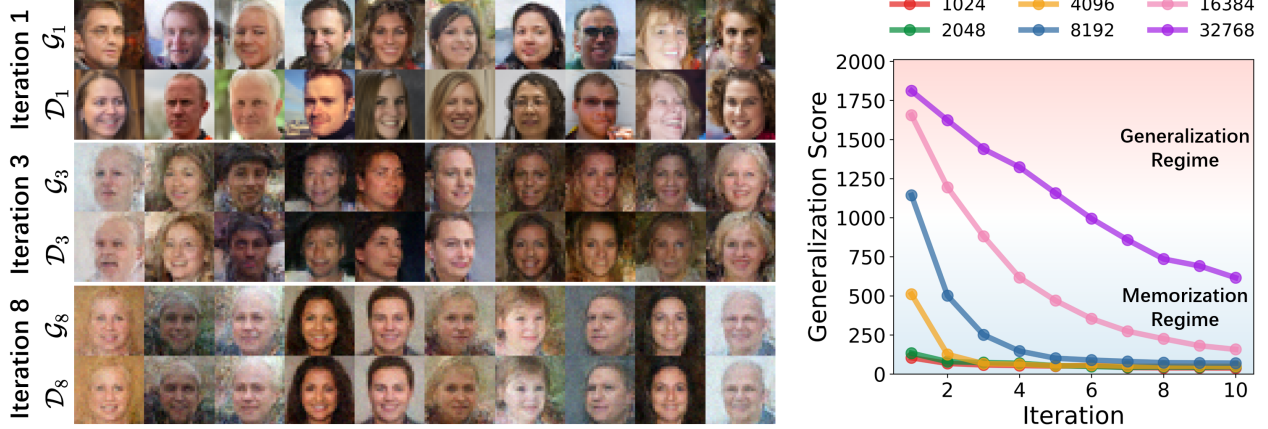 Iteration 1
G1
D1
Iteration 3
G3
D3
Iteration 8
G8
D8
1024 4096 16384
2048 8192 32768
Generalization Score
2000
1750
1500
1250
1000
750
500
250
0
Generalization
Regime
Memorization
Regime
2 4 6 8 10
Iteration